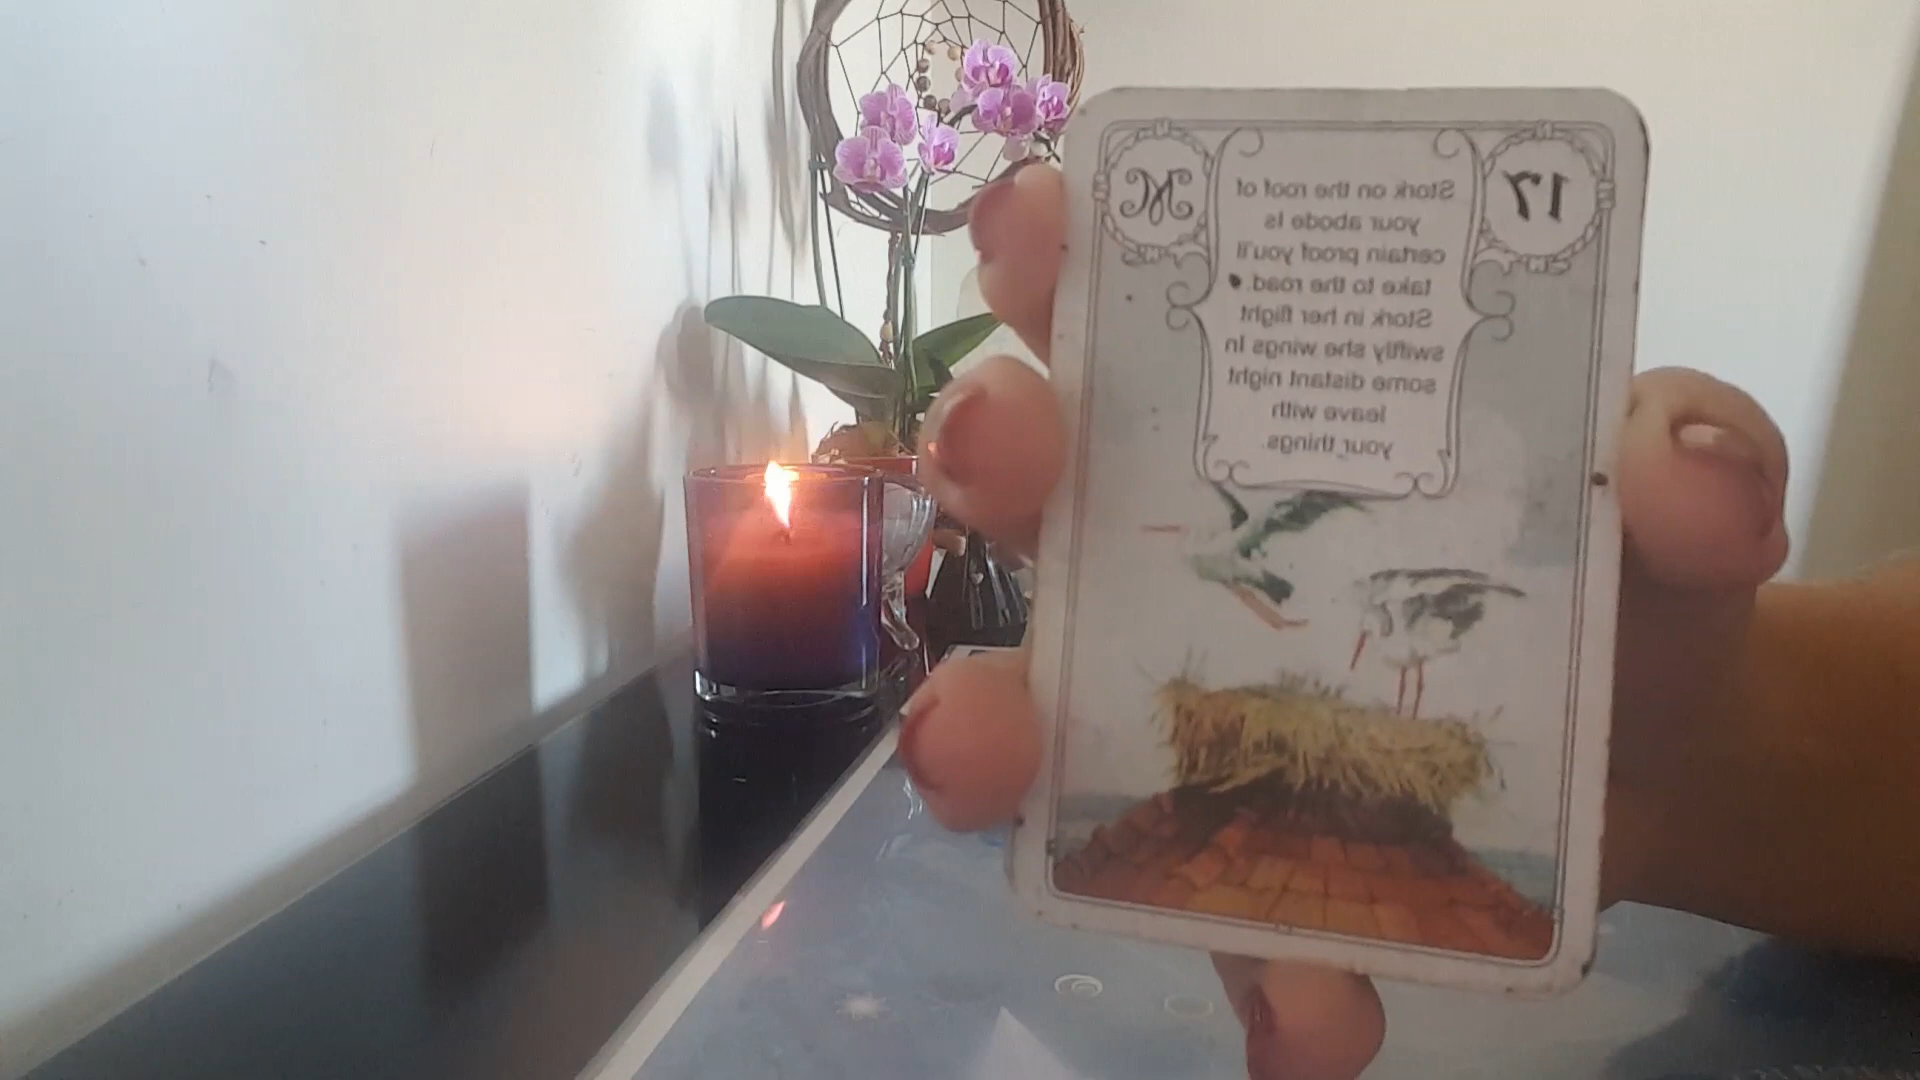 17
M
Stork on the roof of
your abode is
certain proof you'll
take to the road.
Stork in her flight
swiftly she wings in
some distant night
leave with
your things.